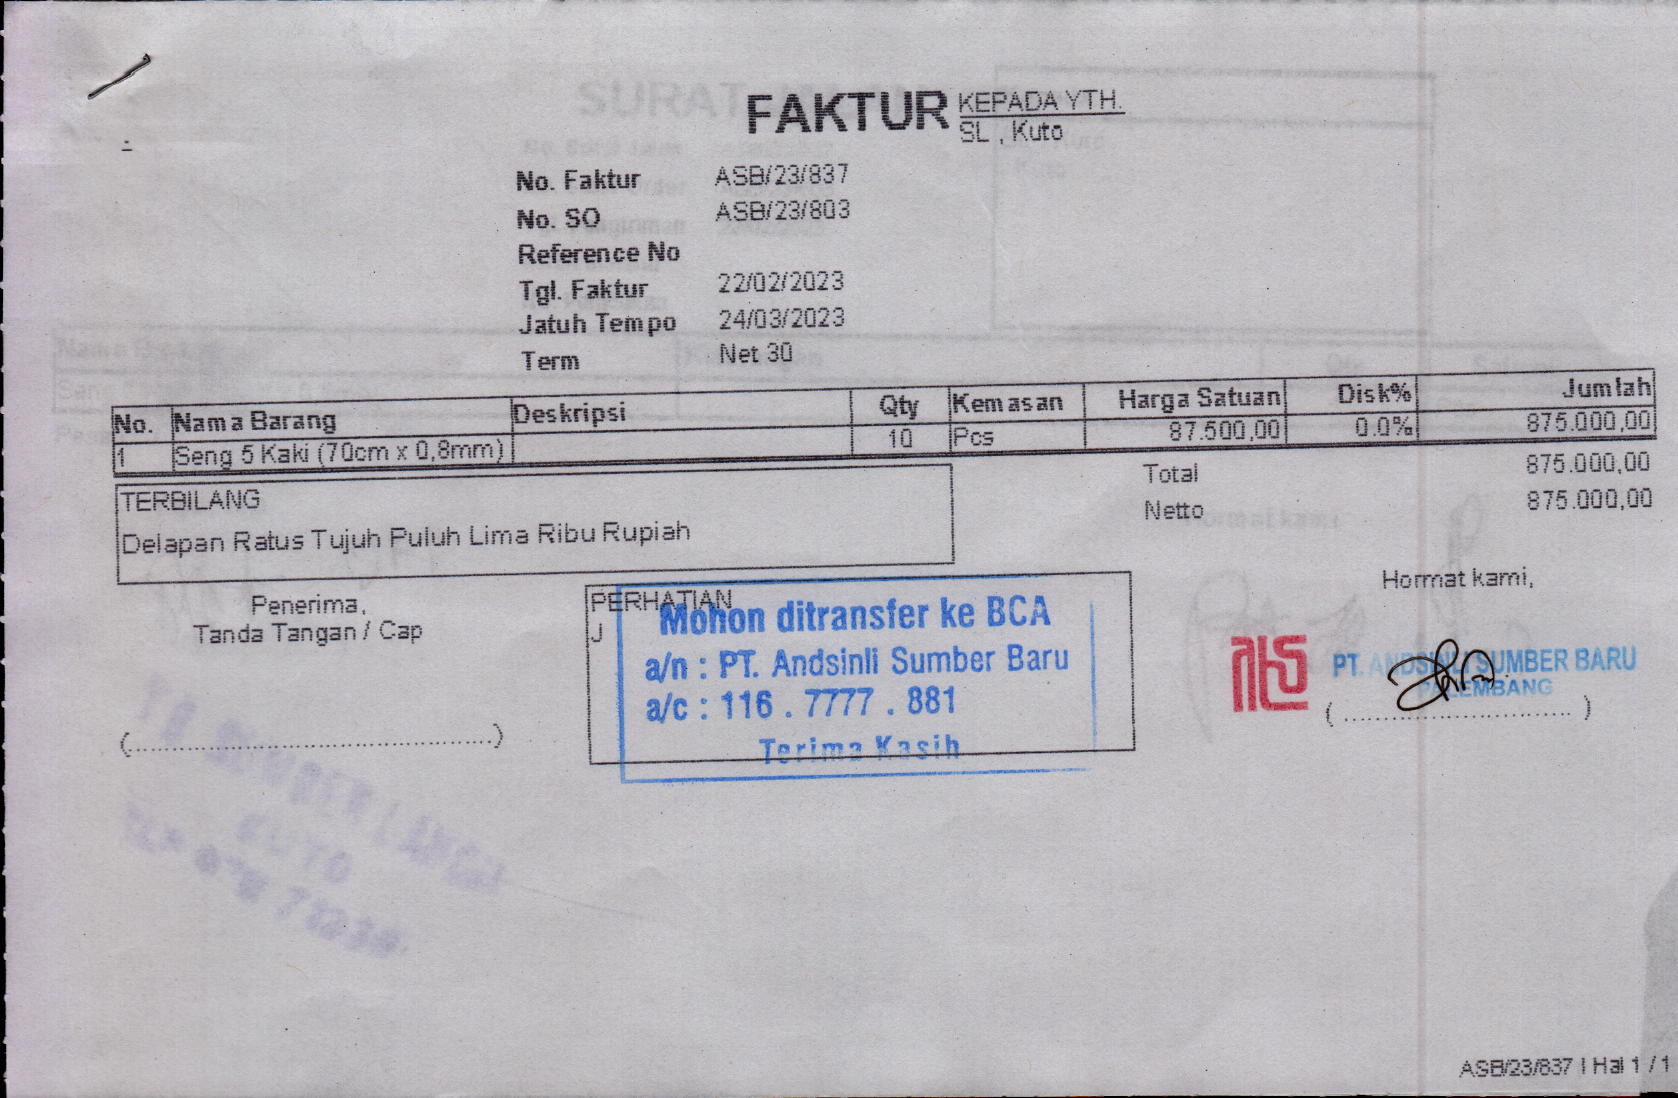 FAKTUR
KEPADA YTH.
SL , Kuto
No. Faktur ASB/23/837
No. SO ASB/23/803
Reference No
Tgl. Faktur 22/02/2023
Jatuh Tempo 24/03/2023
Term Net 30
No. Nama Barang Deskripsi Qty Kemasan Harga Satuan Disk% Jumlah
1 Seng 5 Kaki (70cm x 0,8mm) 10 Pcs 87.500,00 0.0% 875.000,00
Total 875.000,00
Netto 875.000,00
TERBILANG
Delapan Ratus Tujuh Puluh Lima Ribu Rupiah
Penerima,
Tanda Tangan / Cap
(............................................)
PERHATIAN
J
Mohon ditransfer ke BCA
a/n : PT. Andsinli Sumber Baru
a/c : 116 . 7777 . 881
Terima Kasih
Hormat kami,
PT. ANDSINLI SUMBER BARU
PALEMBANG
(..............................)
KUTO
ASB/23/837 | Hal 1 / 1